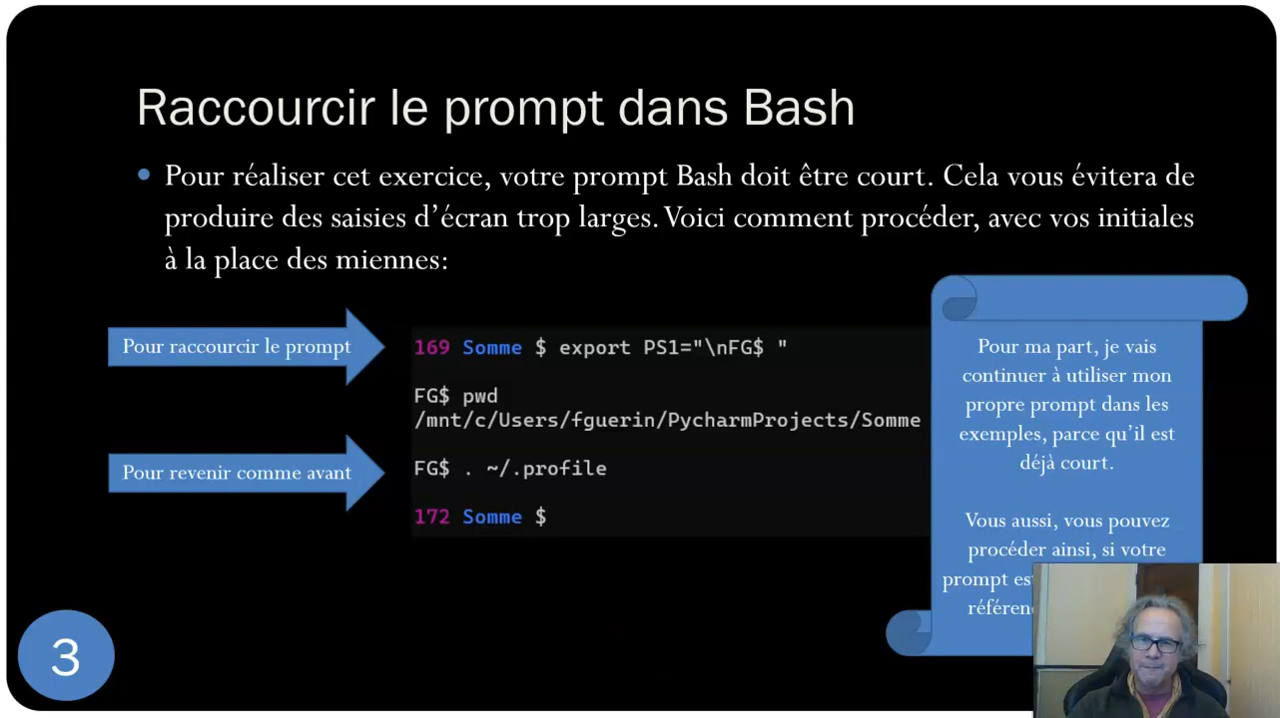 Raccourcir le prompt dans Bash
Pour réaliser cet exercice, votre prompt Bash doit être court. Cela vous évitera de
produire des saisies d’écran trop larges. Voici comment procéder, avec vos initiales
à la place des miennes:
Pour raccourcir le prompt
169 Somme $ export PS1="\nFG$ "
FG$ pwd
/mnt/c/Users/fguerin/PycharmProjects/Somme
Pour revenir comme avant
FG$ . ~/.profile
172 Somme $
Pour ma part, je vais
continuer à utiliser mon
propre prompt dans les
exemples, parce qu’il est
déjà court.
Vous aussi, vous pouvez
procéder ainsi, si votre
prompt
3